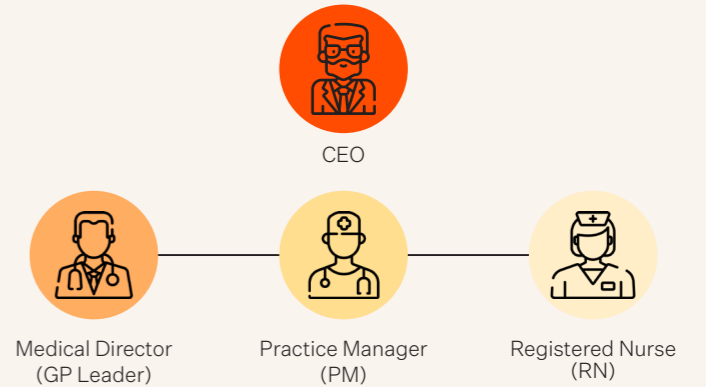 CEO
Medical Director
(GP Leader)
Practice Manager
(PM)
Registered Nurse
(RN)